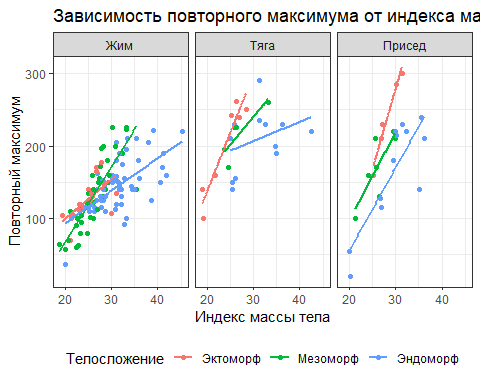 Зависимость повторного максимума от индекса ма
Жим Тяга Присед
Повторный максимум
300
200
100
20 30 40 20 30 40 20 30 40
Индекс массы тела
Телосложение Эктоморф Мезоморф Эндоморф